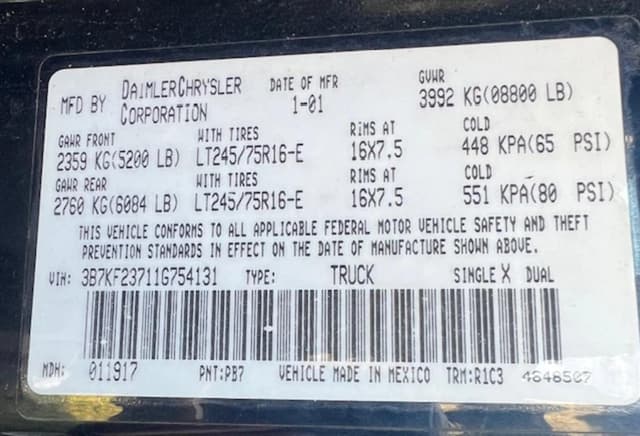 MFD BY DAIMLERCHRYSLER CORPORATION DATE OF MFR 1-01 GVWR 3992 KG(08800 LB)
GAWR FRONT WITH TIRES RIMS AT COLD
2359 KG(5200 LB) LT245/75R16-E 16X7.5 448 KPA(65 PSI)
GAWR REAR WITH TIRES RIMS AT COLD
2760 KG(6084 LB) LT245/75R16-E 16X7.5 551 KPA(80 PSI)
THIS VEHICLE CONFORMS TO ALL APPLICABLE FEDERAL MOTOR VEHICLE SAFETY AND THEFT
PREVENTION STANDARDS IN EFFECT ON THE DATE OF MANUFACTURE SHOWN ABOVE.
VIN: 3B7KF23711G754131 TYPE: TRUCK SINGLE X DUAL
MDH: 011917 PNT:PB7 VEHICLE MADE IN MEXICO TRM:R1C3